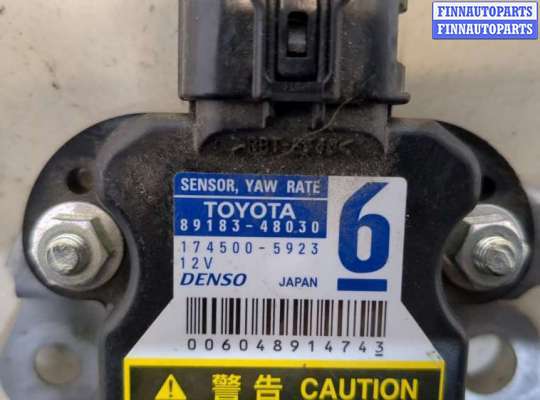 FINNAUTOPARTS
FINNAUTOPARTS
SENSOR, YAW RATE
TOYOTA
89183-48030
174500-5923
12V
DENSO JAPAN
6
006048914743
警告 CAUTION